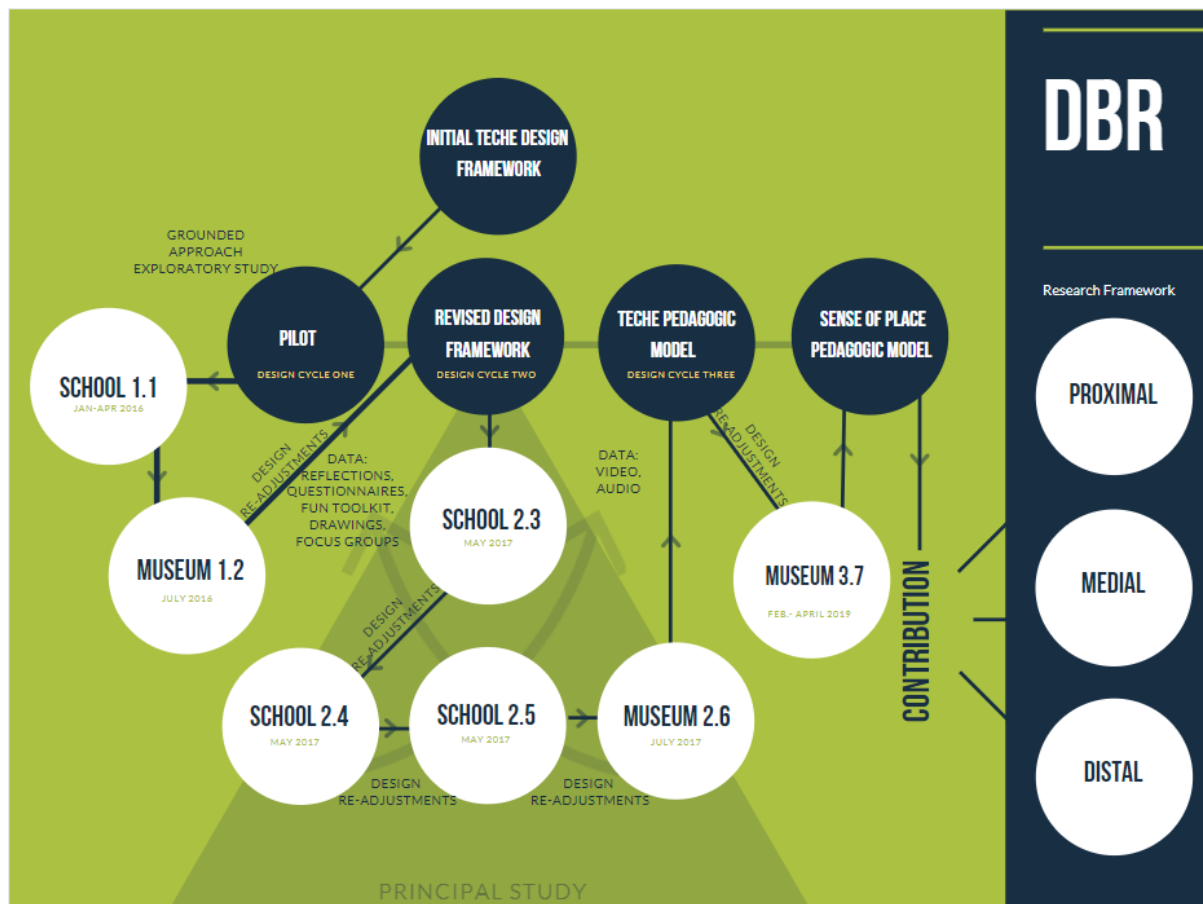 DBR
INITIAL TECHE DESIGN
FRAMEWORK
GROUNDED
APPROACH
EXPLORATORY STUDY
Research Framework
PILOT
DESIGN CYCLE ONE
REVISED DESIGN
FRAMEWORK
DESIGN CYCLE TWO
TECHE PEDAGOGIC
MODEL
DESIGN CYCLE THREE
SENSE OF PLACE
PEDAGOGIC MODEL
SCHOOL 1.1
JAN-APR 2016
PROXIMAL
DESIGN
RE-ADJUSTMENTS
DATA:
REFLECTIONS,
QUESTIONNAIRES,
FUN TOOLKIT,
DRAWINGS,
FOCUS GROUPS
DATA:
VIDEO,
AUDIO
DESIGN
RE-ADJUSTMENTS
SCHOOL 2.3
MAY 2017
MUSEUM 1.2
JULY 2016
MUSEUM 3.7
FEB.- APRIL 2019
CONTRIBUTION
MEDIAL
DESIGN
RE-ADJUSTMENTS
SCHOOL 2.4
MAY 2017
SCHOOL 2.5
MAY 2017
MUSEUM 2.6
JULY 2017
DISTAL
DESIGN
RE-ADJUSTMENTS
DESIGN
RE-ADJUSTMENTS
PRINCIPAL STUDY